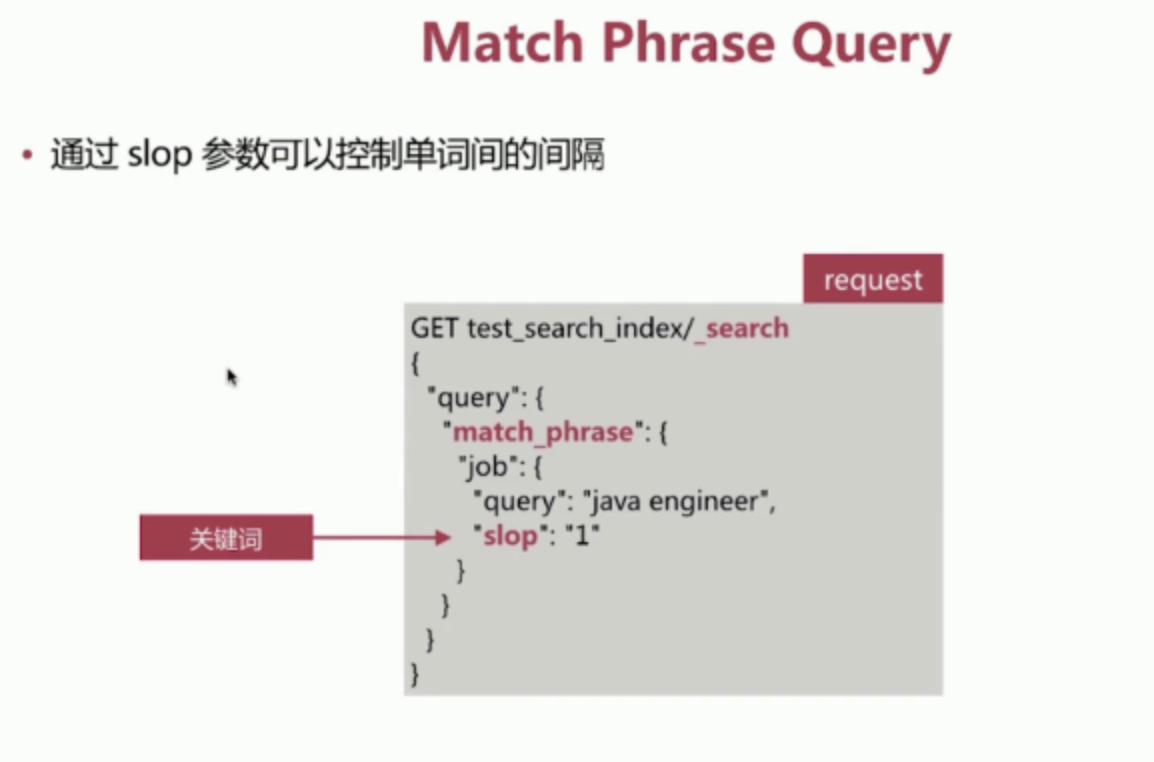 Match Phrase Query
• 通过 slop 参数可以控制单词间的间隔
request
GET test_search_index/_search
{
"query": {
"match_phrase": {
"job": {
"query": "java engineer",
关键词
"slop": "1"
}
}
}
}